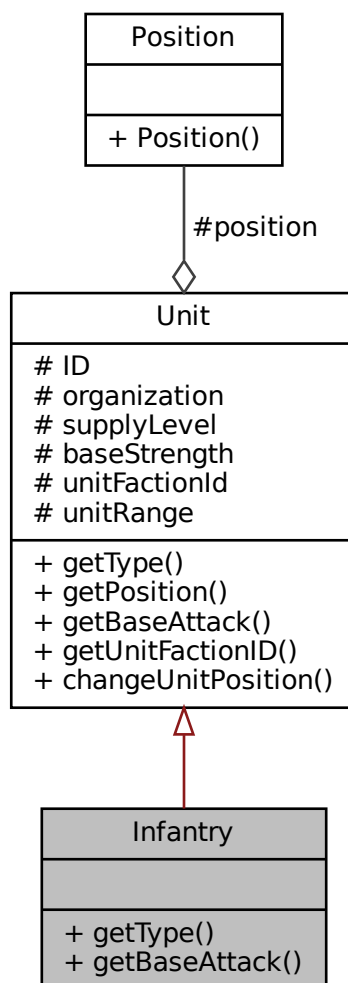 Position
+ Position()
#position
Unit
# ID
# organization
# supplyLevel
# baseStrength
# unitFactionId
# unitRange
+ getType()
+ getPosition()
+ getBaseAttack()
+ getUnitFactionID()
+ changeUnitPosition()
Infantry
+ getType()
+ getBaseAttack()